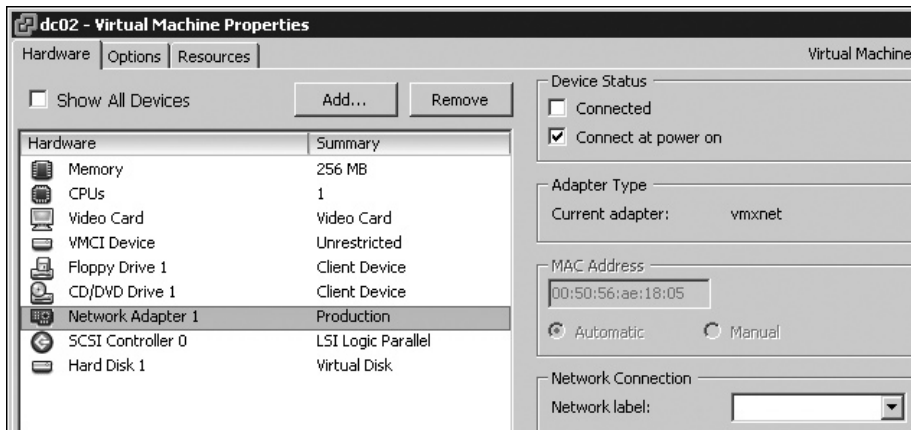 dc02 - Virtual Machine Properties
Hardware Options Resources Virtual Machine
Show All Devices Add... Remove
Hardware Summary
Memory 256 MB
CPUs 1
Video Card Video Card
VMCI Device Unrestricted
Floppy Drive 1 Client Device
CD/DVD Drive 1 Client Device
Network Adapter 1 Production
SCSI Controller 0 LSI Logic Parallel
Hard Disk 1 Virtual Disk
Device Status
Connected
Connect at power on
Adapter Type
Current adapter: vmxnet
MAC Address
00:50:56:ae:18:05
Automatic Manual
Network Connection
Network label: